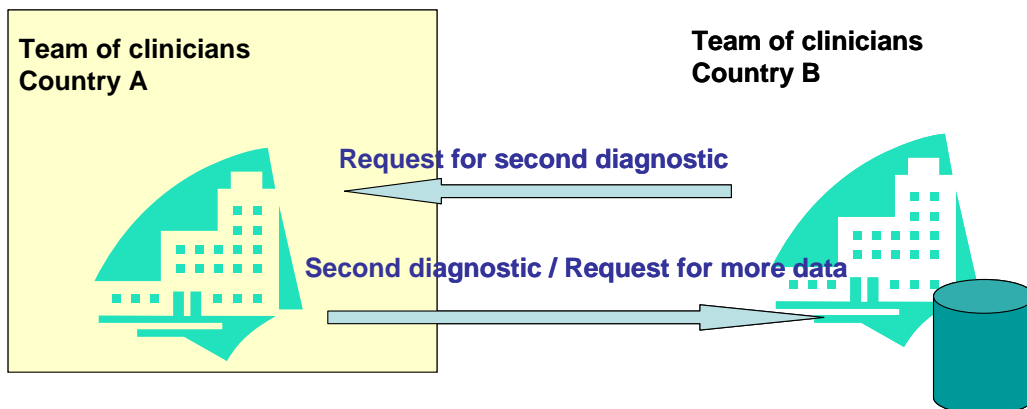 Team of clinicians
Country A
Team of clinicians
Country B
Request for second diagnostic
Second diagnostic / Request for more data